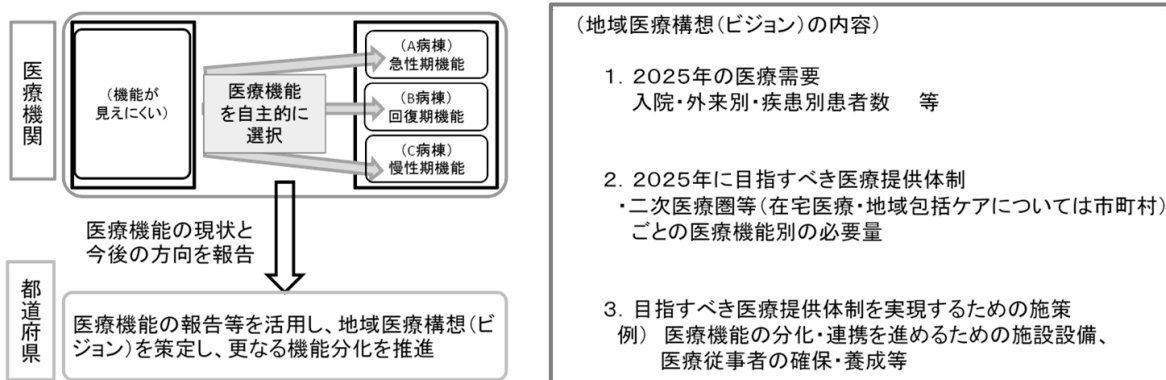 医療機関
(機能が
見えにくい)
医療機能
を自主的に
選択
(A病棟)
急性期機能
(B病棟)
回復期機能
(C病棟)
慢性期機能
医療機能の現状と
今後の方向を報告
都道府県
医療機能の報告等を活用し、地域医療構想(ビ
ジョン)を策定し、更なる機能分化を推進
(地域医療構想(ビジョン)の内容)
1. 2025年の医療需要
入院・外来別・疾患別患者数 等
2. 2025年に目指すべき医療提供体制
・二次医療圏等(在宅医療・地域包括ケアについては市町村)
ごとの医療機能別の必要量
3. 目指すべき医療提供体制を実現するための施策
例) 医療機能の分化・連携を進めるための施設設備、
医療従事者の確保・養成等